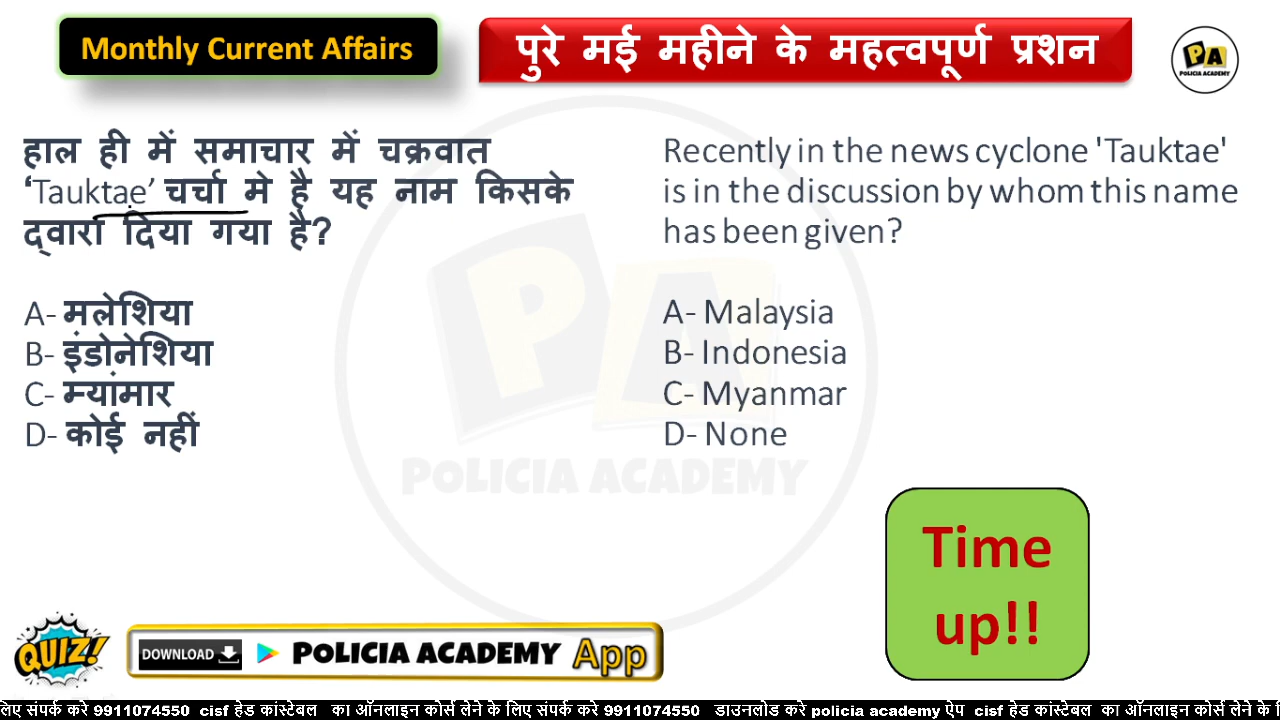 Monthly Current Affairs
पुरे मई महीने के महत्वपूर्ण प्रशन
PA
POLICIA ACADEMY
हाल ही में समाचार में चक्रवात
‘Tauktae’ चर्चा मे है यह नाम किसके
द्वारा दिया गया है?
A- मलेशिया
B- इंडोनेशिया
C- म्यांमार
D- कोई नहीं
Recently in the news cyclone 'Tauktae'
is in the discussion by whom this name
has been given?
A- Malaysia
B- Indonesia
C- Myanmar
D- None
PA
POLICIA ACADEMY
Time
up!!
QUIZ!
DOWNLOAD POLICIA ACADEMY App
लिए संपर्क करे 9911074550 cisf हेड कांस्टेबल का ऑनलाइन कोर्स लेने के लिए संपर्क करे 9911074550 डाउनलोड करे policia academy ऐप cisf हेड कांस्टेबल का ऑनलाइन कोर्स लेने के